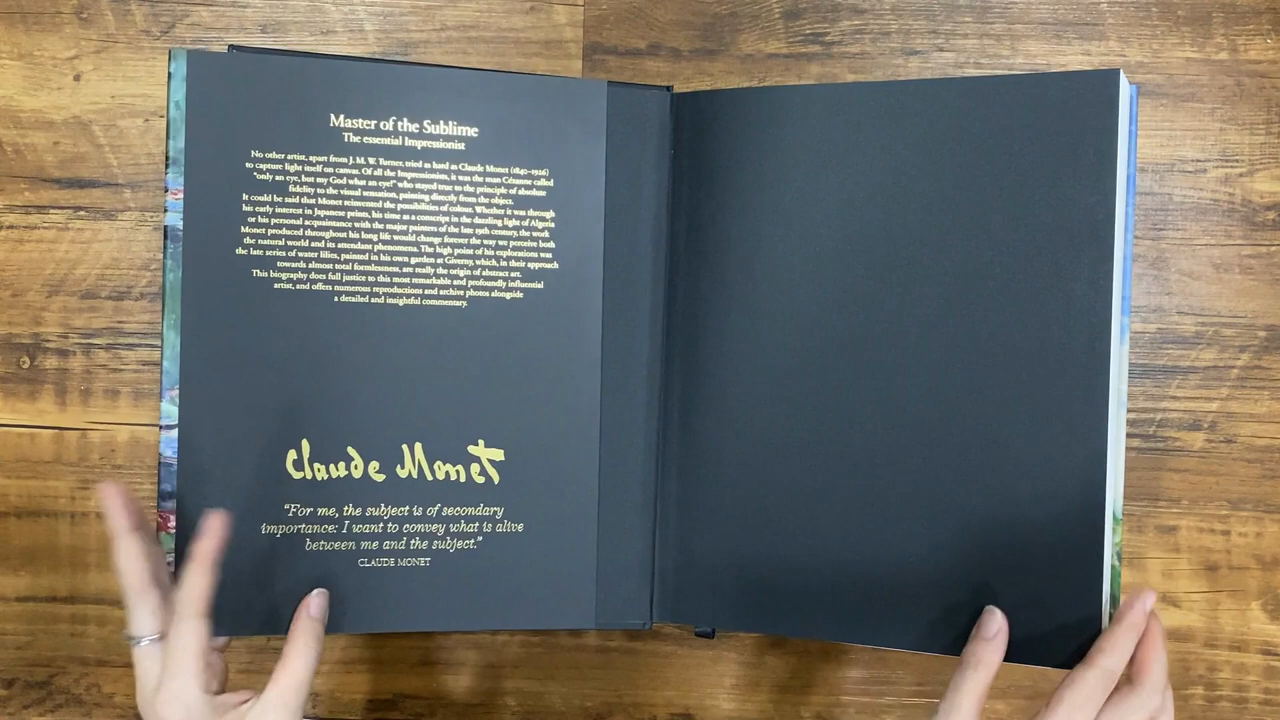 Master of the Sublime
The essential Impressionist
No other artist, apart from J. M. W. Turner, tried as hard as Claude Monet (1840–1926)
to capture light itself on canvas. Of all the Impressionists, it was the man Cézanne called
“only an eye, but my God what an eye!” who stayed true to the principle of absolute
fidelity to the visual sensation, painting directly from the object.
It could be said that Monet reinvented the possibilities of colour. Whether it was through
his early interest in Japanese prints, his time as a conscript in the dazzling light of Algeria
or his personal acquaintance with the major painters of the late 19th century, the work
Monet produced throughout his long life would change forever the way we perceive both
the natural world and its attendant phenomena. The high point of his explorations was
the late series of water lilies, painted in his own garden at Giverny, which, in their approach
towards almost total formlessness, are really the origin of abstract art.
This biography does full justice to this most remarkable and profoundly influential
artist, and offers numerous reproductions and archive photos alongside
a detailed and insightful commentary.
Claude Monet
“For me, the subject is of secondary
importance: I want to convey what is alive
between me and the subject.”
CLAUDE MONET